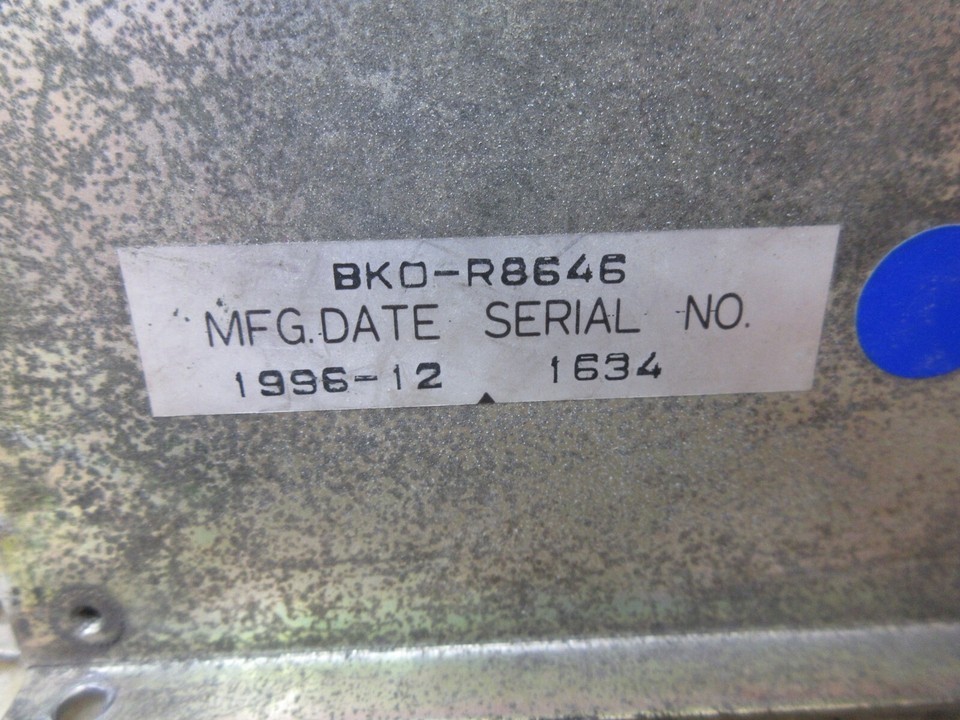 BKO-R8646
MFG.DATE SERIAL NO.
1996-12 1634